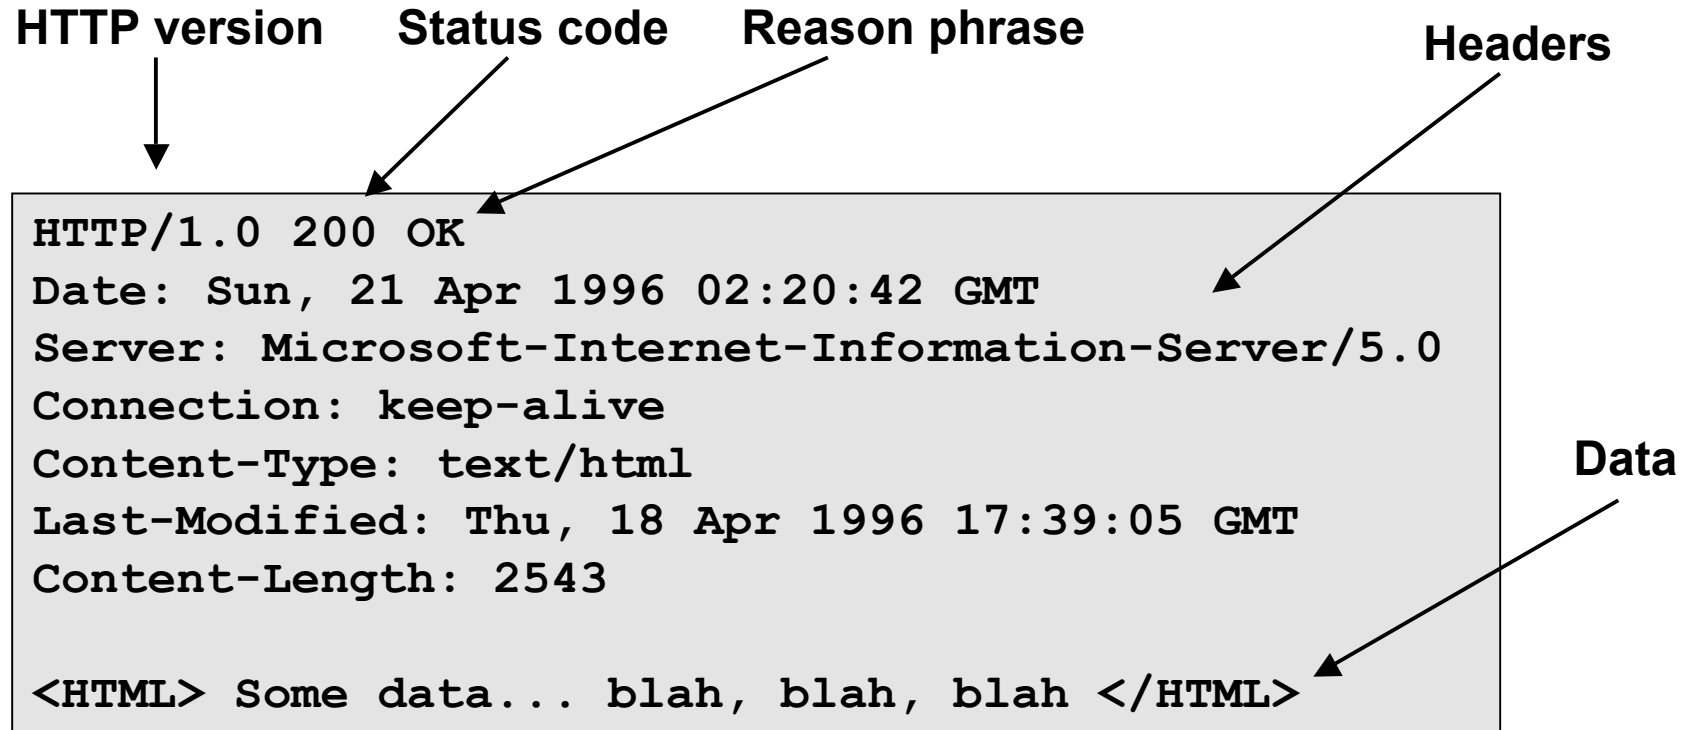 HTTP version Status code Reason phrase Headers
HTTP/1.0 200 OK
Date: Sun, 21 Apr 1996 02:20:42 GMT
Server: Microsoft-Internet-Information-Server/5.0
Connection: keep-alive
Content-Type: text/html
Data
Last-Modified: Thu, 18 Apr 1996 17:39:05 GMT
Content-Length: 2543
<HTML> Some data... blah, blah, blah </HTML>